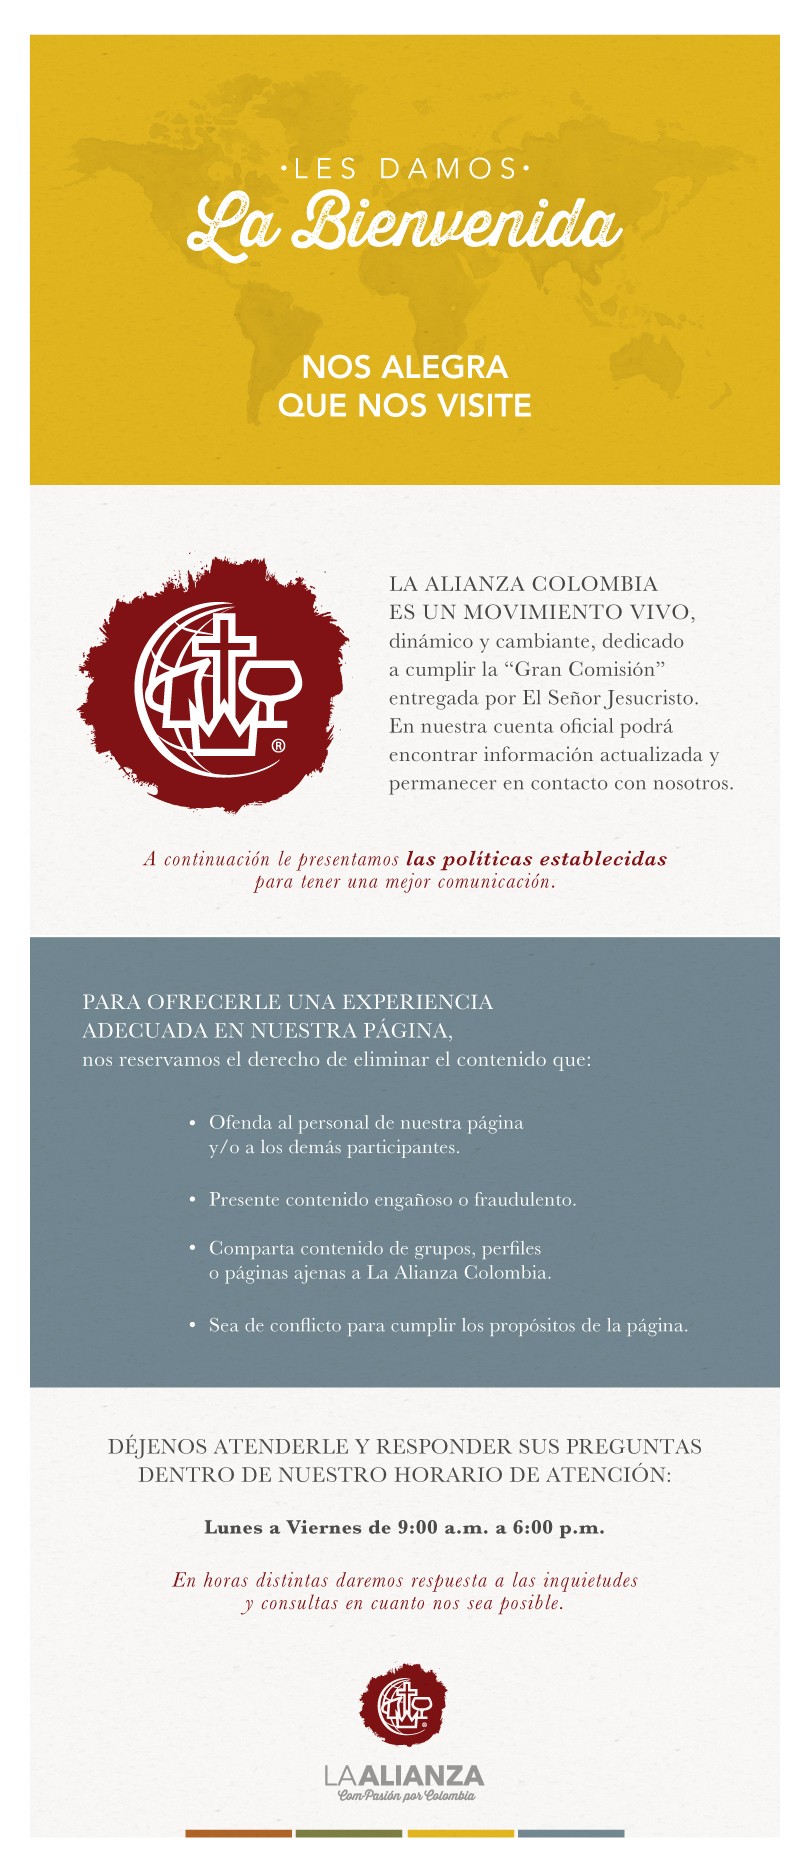 ·LES DAMOS·
La Bienvenida
NOS ALEGRA
QUE NOS VISITE
LA ALIANZA COLOMBIA
ES UN MOVIMIENTO VIVO,
dinámico y cambiante, dedicado
a cumplir la “Gran Comisión”
entregada por El Señor Jesucristo.
En nuestra cuenta oficial podrá
encontrar información actualizada y
permanecer en contacto con nosotros.
®
A continuación le presentamos las políticas establecidas
para tener una mejor comunicación.
PARA OFRECERLE UNA EXPERIENCIA
ADECUADA EN NUESTRA PÁGINA,
nos reservamos el derecho de eliminar el contenido que:
• Ofenda al personal de nuestra página
y/o a los demás participantes.
• Presente contenido engañoso o fraudulento.
• Comparta contenido de grupos, perfiles
o páginas ajenas a La Alianza Colombia.
• Sea de conflicto para cumplir los propósitos de la página.
DÉJENOS ATENDERLE Y RESPONDER SUS PREGUNTAS
DENTRO DE NUESTRO HORARIO DE ATENCIÓN:
Lunes a Viernes de 9:00 a.m. a 6:00 p.m.
En horas distintas daremos respuesta a las inquietudes
y consultas en cuanto nos sea posible.
®
LA ALIANZA
Com-Pasión por Colombia